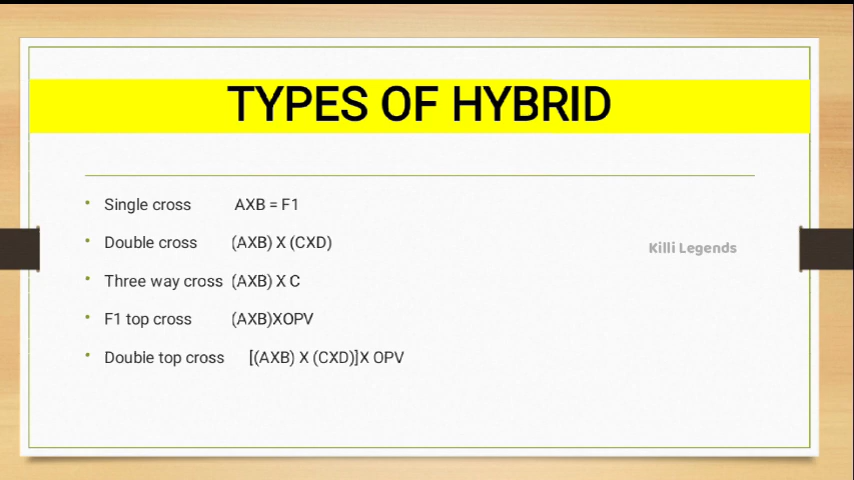 TYPES OF HYBRID
• Single cross AXB = F1
• Double cross (AXB) X (CXD)
Killi Legends
• Three way cross (AXB) X C
• F1 top cross (AXB)XOPV
• Double top cross [(AXB) X (CXD)]X OPV